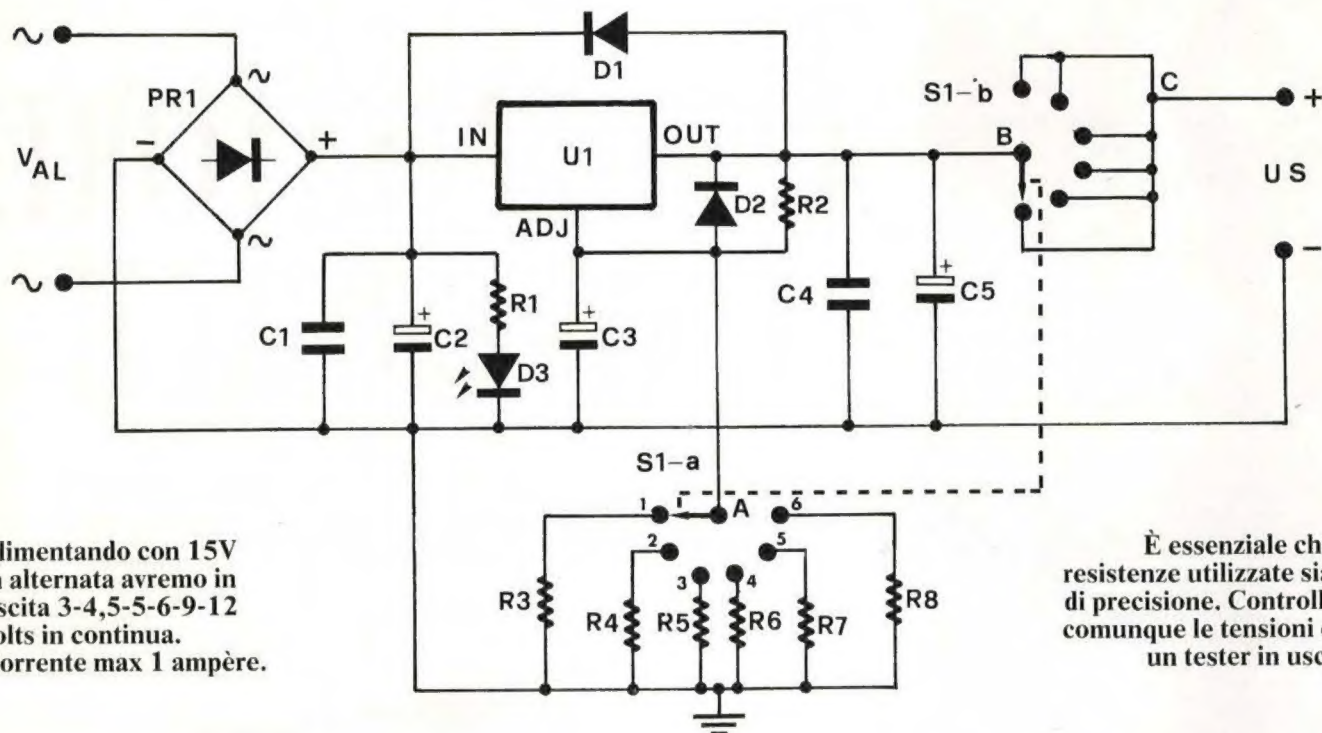 ~
PR1
~
D1
S1-b
C
+
V AL
-
+
IN
U1
OUT
B
US
ADJ
D2
R2
-
~
~
C1
+
C2
R1
D3
+
C3
C4
+
C5
S1-a
1
A
6
2
5
3
4
R3
R4
R5
R6
R7
R8
limentando con 15V
alternata avremo in
scita 3-4,5-5-6-9-12
olts in continua.
orrente max 1 ampère.
È essenziale ch
resistenze utilizzate sia
di precisione. Controll
comunque le tensioni
un tester in usc